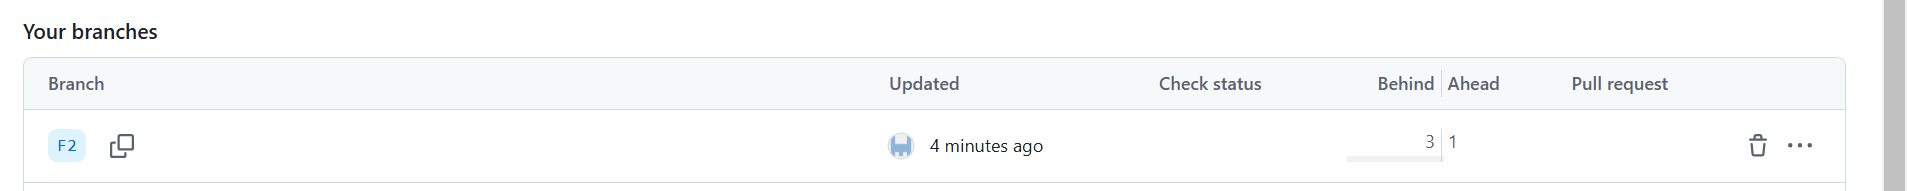 Your branches
Branch Updated Check status Behind Ahead Pull request
F2 4 minutes ago 3 1